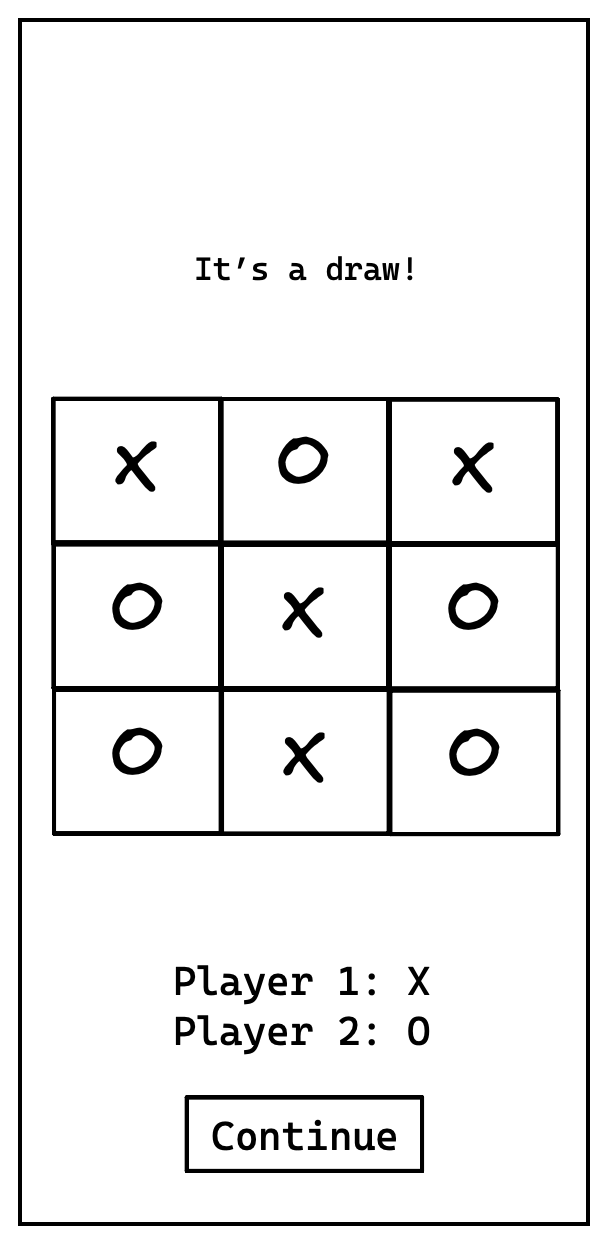 It’s a draw!
X O X
O X O
O X O
Player 1: X
Player 2: O
Continue